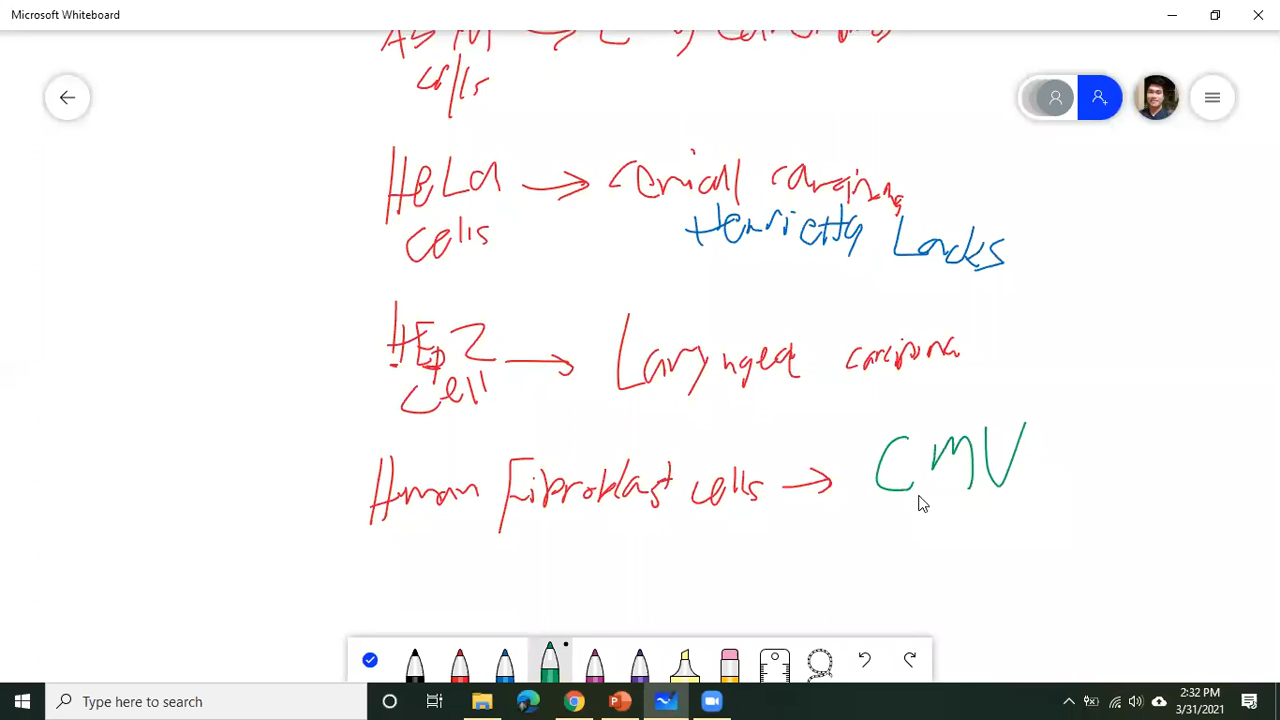 Microsoft Whiteboard
cells
HeLa → cervical carcinoma
cells
Henrietta Lacks
HEp2 → Laryngeal carcinoma
cell
Human Fibroblast cells → CMV
Type here to search
2:32 PM
3/31/2021